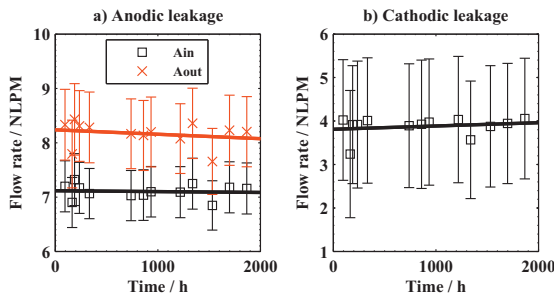 a) Anodic leakage
b) Cathodic leakage
Flow rate / NLPM
10
9
8
7
6
Ain
Aout
0
1000
2000
Time / h
Flow rate / NLPM
6
5
4
3
2
1
0
1000
2000
Time / h